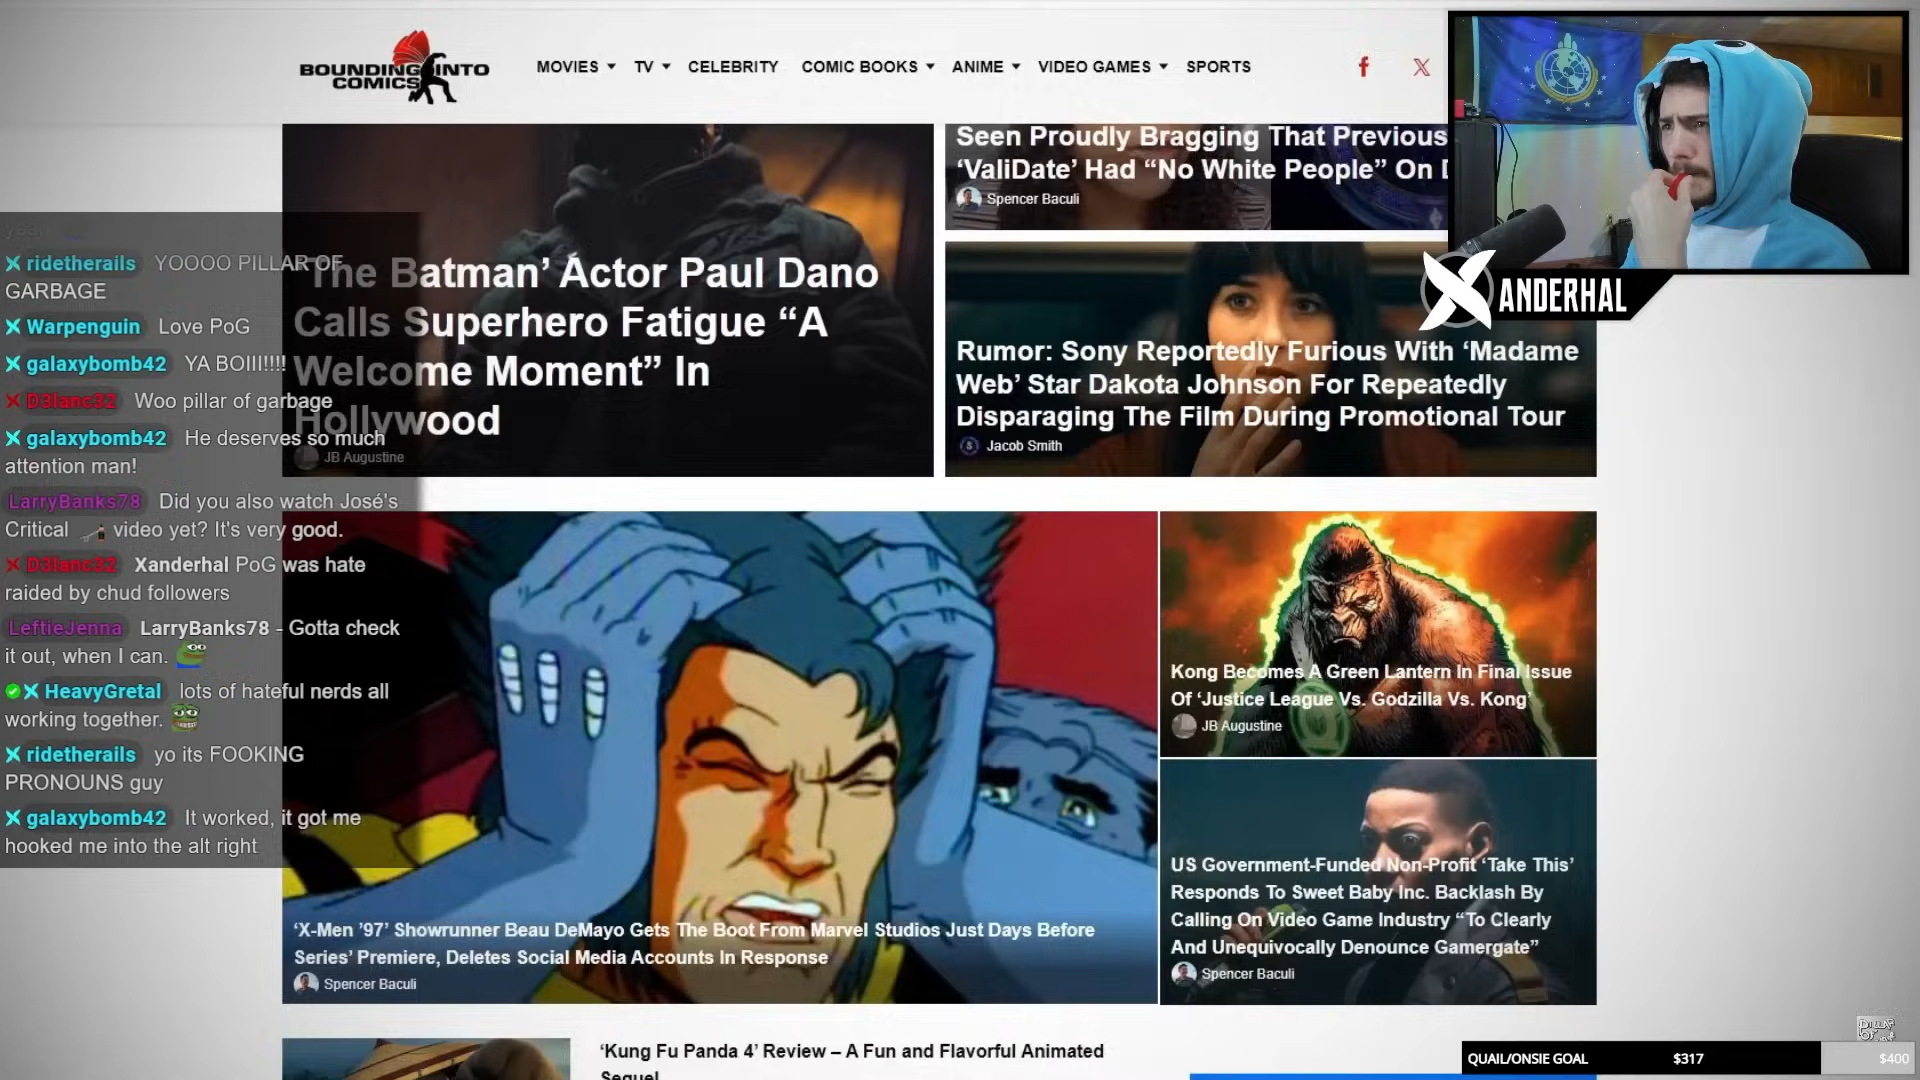 BOUNDING INTO
COMICS
MOVIES
TV
CELEBRITY
COMIC BOOKS
ANIME
VIDEO GAMES
SPORTS
Seen Proudly Bragging That Previous
‘ValiDate’ Had “No White People” On
Spencer Baculi
The Batman’ Actor Paul Dano
Calls Superhero Fatigue “A
Welcome Moment” In
Hollywood
JB Augustine
Rumor: Sony Reportedly Furious With ‘Madame
Web’ Star Dakota Johnson For Repeatedly
Disparaging The Film During Promotional Tour
Jacob Smith
XANDERHAL
ridetherails YOOOO PILLAR OF
GARBAGE
Warpenguin Love PoG
galaxybomb42 YA BOIII!!!!
D3lanc32 Woo pillar of garbage
galaxybomb42 He deserves so much
attention man!
LarryBanks78 Did you also watch José's
Critical video yet? It's very good.
D3lanc32 Xanderhal PoG was hate
raided by chud followers
LeftieJenna LarryBanks78 - Gotta check
it out, when I can.
HeavyGretal lots of hateful nerds all
working together.
ridetherails yo its FOOKING
PRONOUNS guy
galaxybomb42 It worked, it got me
hooked me into the alt right
Kong Becomes A Green Lantern In Final Issue
Of ‘Justice League Vs. Godzilla Vs. Kong’
JB Augustine
‘X-Men ’97’ Showrunner Beau DeMayo Gets The Boot From Marvel Studios Just Days Before
Series’ Premiere, Deletes Social Media Accounts In Response
Spencer Baculi
US Government-Funded Non-Profit ‘Take This’
Responds To Sweet Baby Inc. Backlash By
Calling On Video Game Industry “To Clearly
And Unequivocally Denounce Gamergate”
Spencer Baculi
‘Kung Fu Panda 4’ Review – A Fun and Flavorful Animated
Sequel
QUAIL/ONSIE GOAL
$317
$400